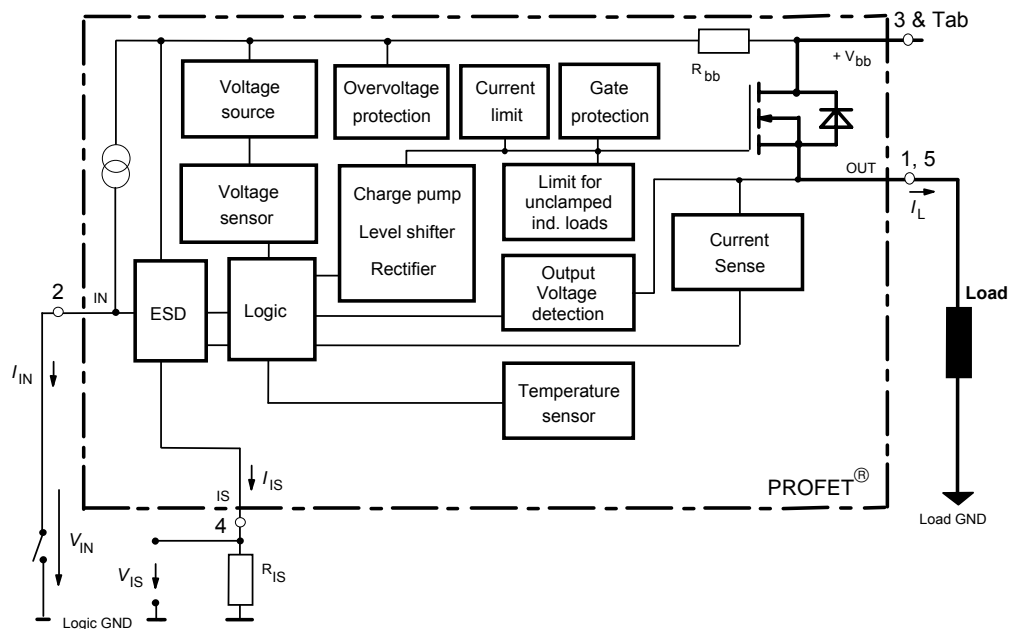 3 & Tab
R bb
+ V bb
Voltage
source
Overvoltage
protection
Current
limit
Gate
protection
Voltage
sensor
Charge pump
Level shifter
Rectifier
Limit for
unclamped
ind. loads
OUT
1, 5
I L
Current
Sense
2
IN
ESD
Logic
Output
Voltage
detection
Load
I IN
Temperature
sensor
I IS
IS
PROFET®
4
Load GND
V IN
V IS
R IS
Logic GND